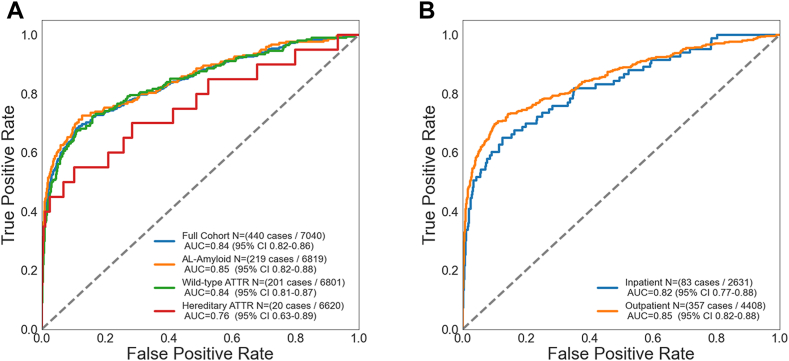 A
1.0
0.8
0.6
0.4
0.2
0.0
True Positive Rate
Full Cohort N=(440 cases / 7040)
AUC=0.84 (95% CI 0.82-0.86)
AL-Amyloid N=(219 cases / 6819)
AUC=0.85 (95% CI 0.82-0.88)
Wild-type ATTR N=(201 cases / 6801)
AUC=0.84 (95% CI 0.81-0.87)
Hereditary ATTR N=(20 cases / 6620)
AUC=0.76 (95% CI 0.63-0.89)
0.0 0.2 0.4 0.6 0.8 1.0
False Positive Rate
B
1.0
0.8
0.6
0.4
0.2
0.0
True Positive Rate
Inpatient N=(83 cases / 2631)
AUC=0.82 (95% CI 0.77-0.88)
Outpatient N=(357 cases / 4408)
AUC=0.85 (95% CI 0.82-0.88)
0.0 0.2 0.4 0.6 0.8 1.0
False Positive Rate